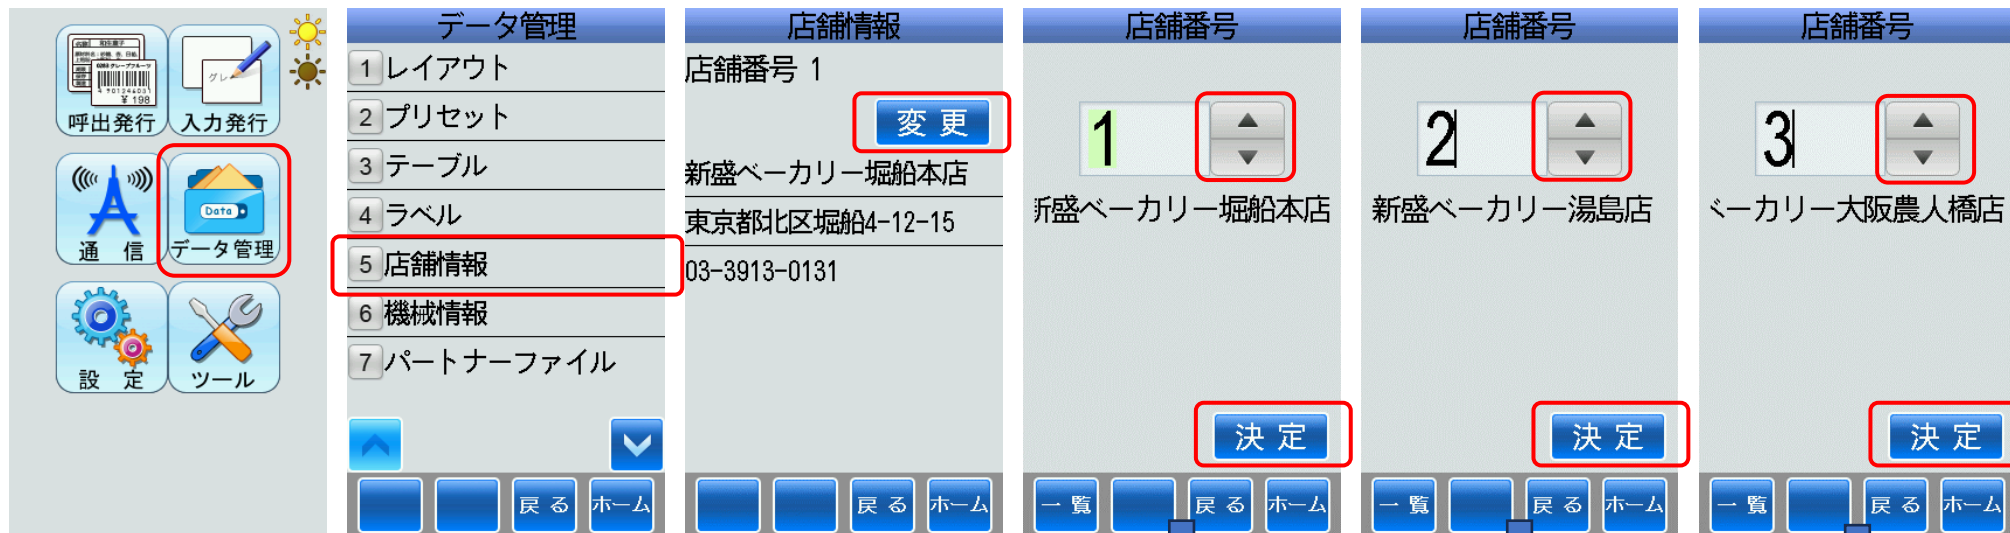 呼出発行
グレ
入力発行
通 信
Data
データ管理
設 定
ツール
データ管理
1 レイアウト
2 プリセット
3 テーブル
4 ラベル
5 店舗情報
6 機械情報
7 パートナーファイル
戻る
ホーム
店舗情報
店舗番号 1
変 更
新盛ベーカリー堀船本店
東京都北区堀船4-12-15
03-3913-0131
戻る
ホーム
店舗番号
1
盛ベーカリー堀船本店
決 定
一 覧
戻る
ホーム
店舗番号
2
新盛ベーカリー湯島店
決 定
一 覧
戻る
ホーム
店舗番号
3
ーカリー大阪農人橋店
決 定
一 覧
戻る
ホーム